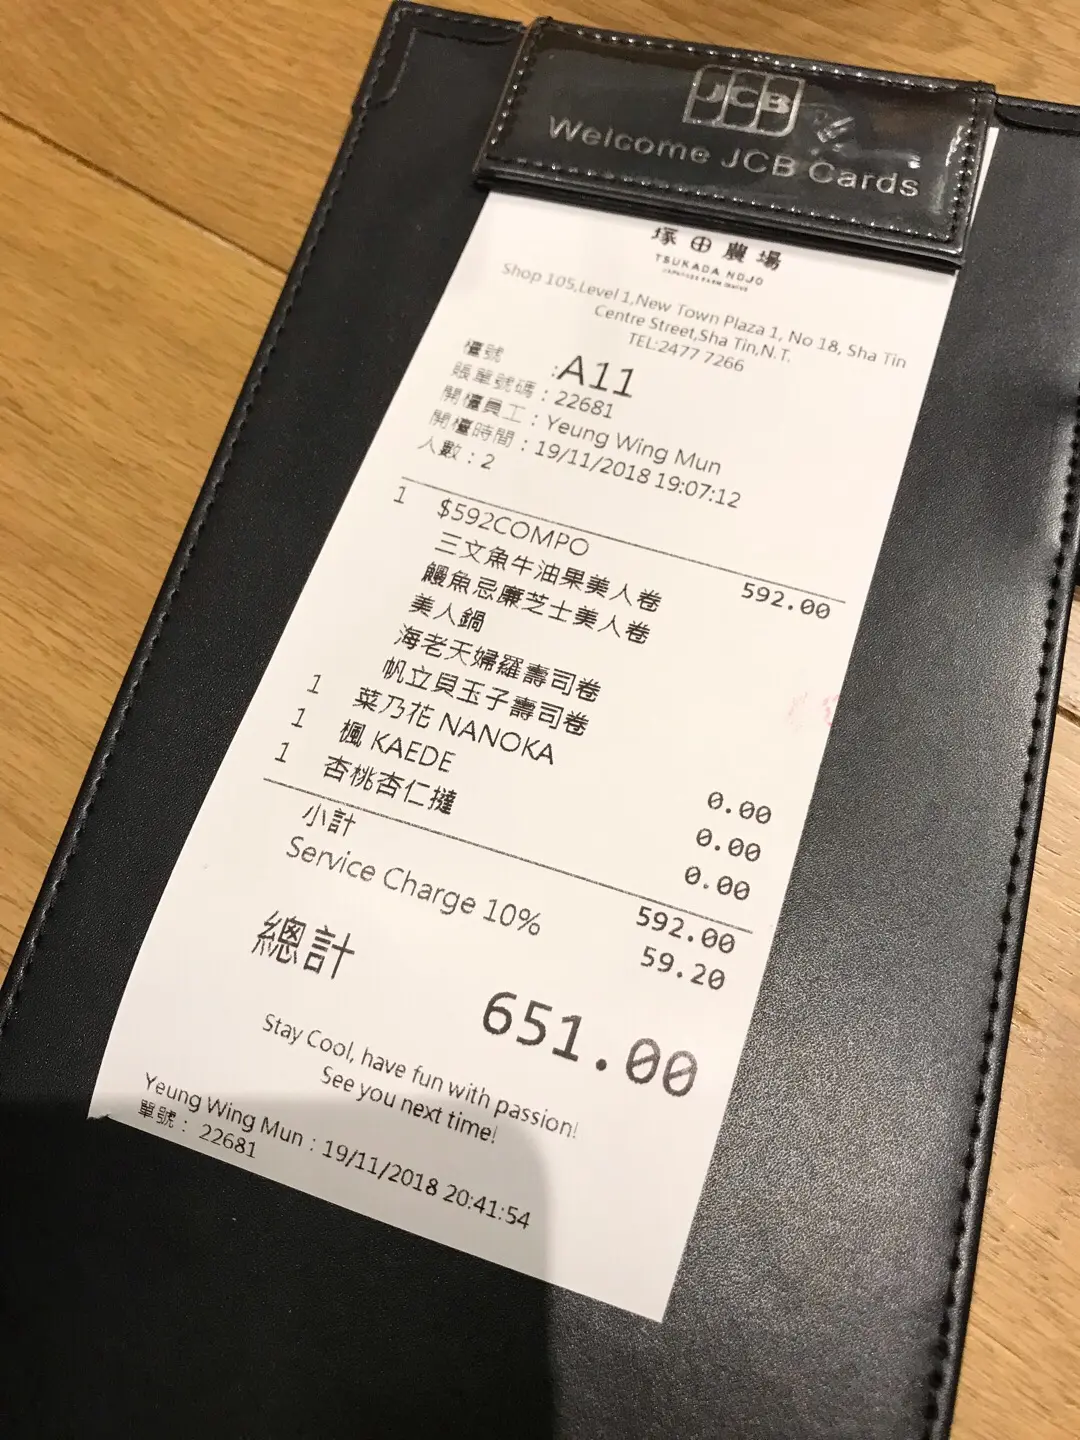 JCB
Welcome JCB Cards
塚田農場
TSUKADA NOJO
JAPANESE FARM CUISINE
Shop 105,Level 1,New Town Plaza 1, No 18, Sha Tin
Centre Street,Sha Tin,N.T.
TEL:2477 7266
檯號 :A11
賬單號碼 : 22681
開檯員工 : Yeung Wing Mun
開檯時間 : 19/11/2018 19:07:12
人數 : 2
1 $592COMPO 592.00
三文魚牛油果美人卷
鰻魚忌廉芝士美人卷
美人鍋
海老天婦羅壽司卷
帆立貝玉子壽司卷
1 菜乃花 NANOKA 0.00
1 楓 KAEDE 0.00
1 杏桃杏仁撻 0.00
小計 592.00
Service Charge 10% 59.20
總計 651.00
Stay Cool, have fun with passion!
See you next time!
Yeung Wing Mun : 19/11/2018 20:41:54
單號 : 22681